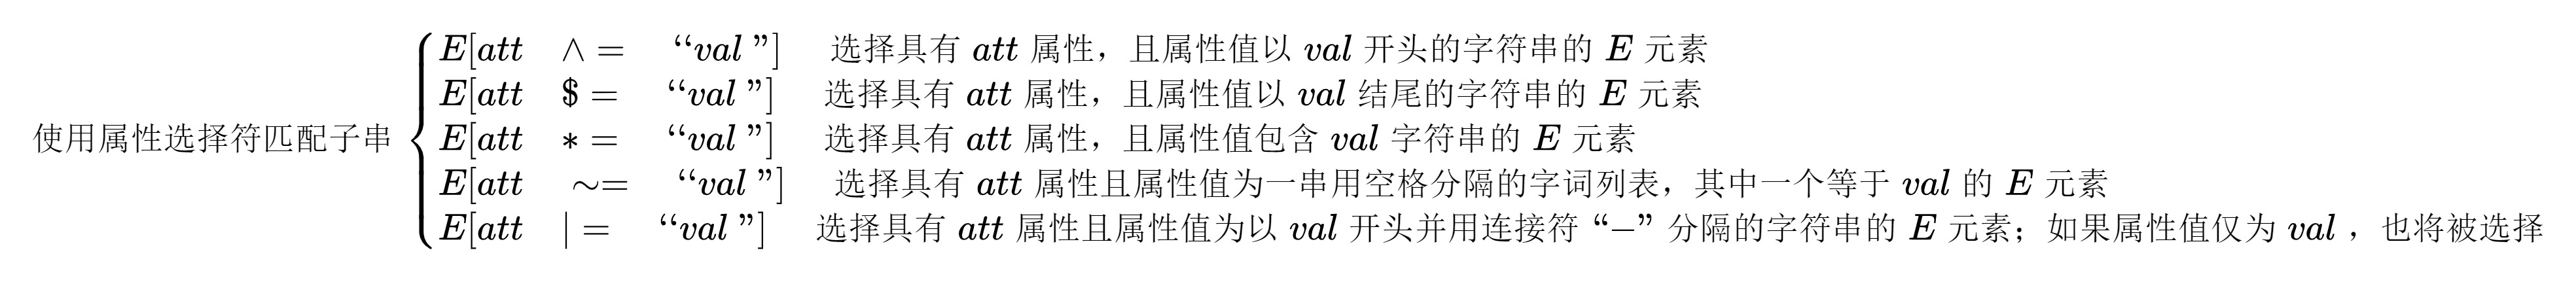 使用属性选择符匹配子串
E[att ∧= “val”] 选择具有 att 属性，且属性值以 val 开头的字符串的 E 元素
E[att $= “val”] 选择具有 att 属性，且属性值以 val 结尾的字符串的 E 元素
E[att *= “val”] 选择具有 att 属性，且属性值包含 val 字符串的 E 元素
E[att ~= “val”] 选择具有 att 属性且属性值为一串用空格分隔的字词列表，其中一个等于 val 的 E 元素
E[att |= “val”] 选择具有 att 属性且属性值为以 val 开头并用连接符 “–” 分隔的字符串的 E 元素；如果属性值仅为 val ，也将被选择